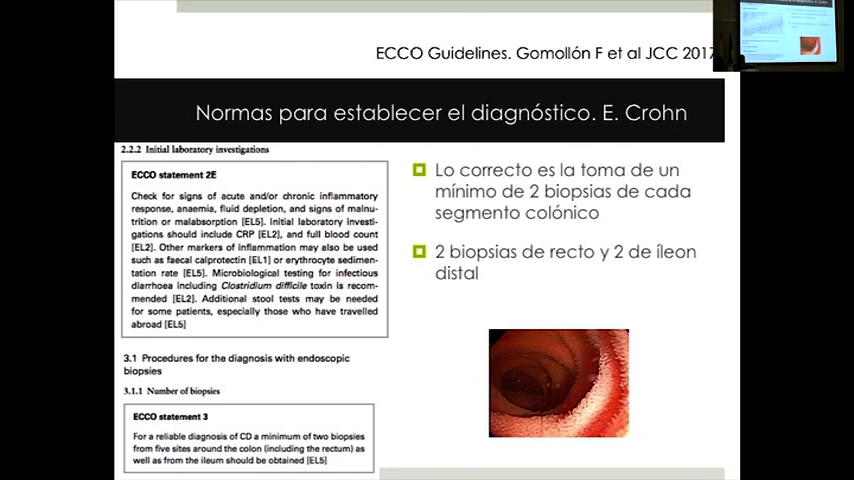 ECCO Guidelines. Gomollón F et al JCC 2017
Normas para establecer el diagnóstico. E. Crohn
2.2.2 Initial laboratory investigations
ECCO statement 2E
Check for signs of acute and/or chronic inflammatory
response, anaemia, fluid depletion, and signs of malnu-
trition or malabsorption [EL5]. Initial laboratory investi-
gations should include CRP [EL2], and full blood count
[EL2]. Other markers of inflammation may also be used
such as faecal calprotectin [EL1] or erythrocyte sedimen-
tation rate [EL5]. Microbiological testing for infectious
diarrhoea including Clostridium difficile toxin is recom-
mended [EL2]. Additional stool tests may be needed
for some patients, especially those who have travelled
abroad [EL5]
3.1 Procedures for the diagnosis with endoscopic
biopsies
3.1.1 Number of biopsies
ECCO statement 3
For a reliable diagnosis of CD a minimum of two biopsies
from five sites around the colon (including the rectum) as
well as from the ileum should be obtained [EL5]
Lo correcto es la toma de un
mínimo de 2 biopsias de cada
segmento colónico
2 biopsias de recto y 2 de íleon
distal